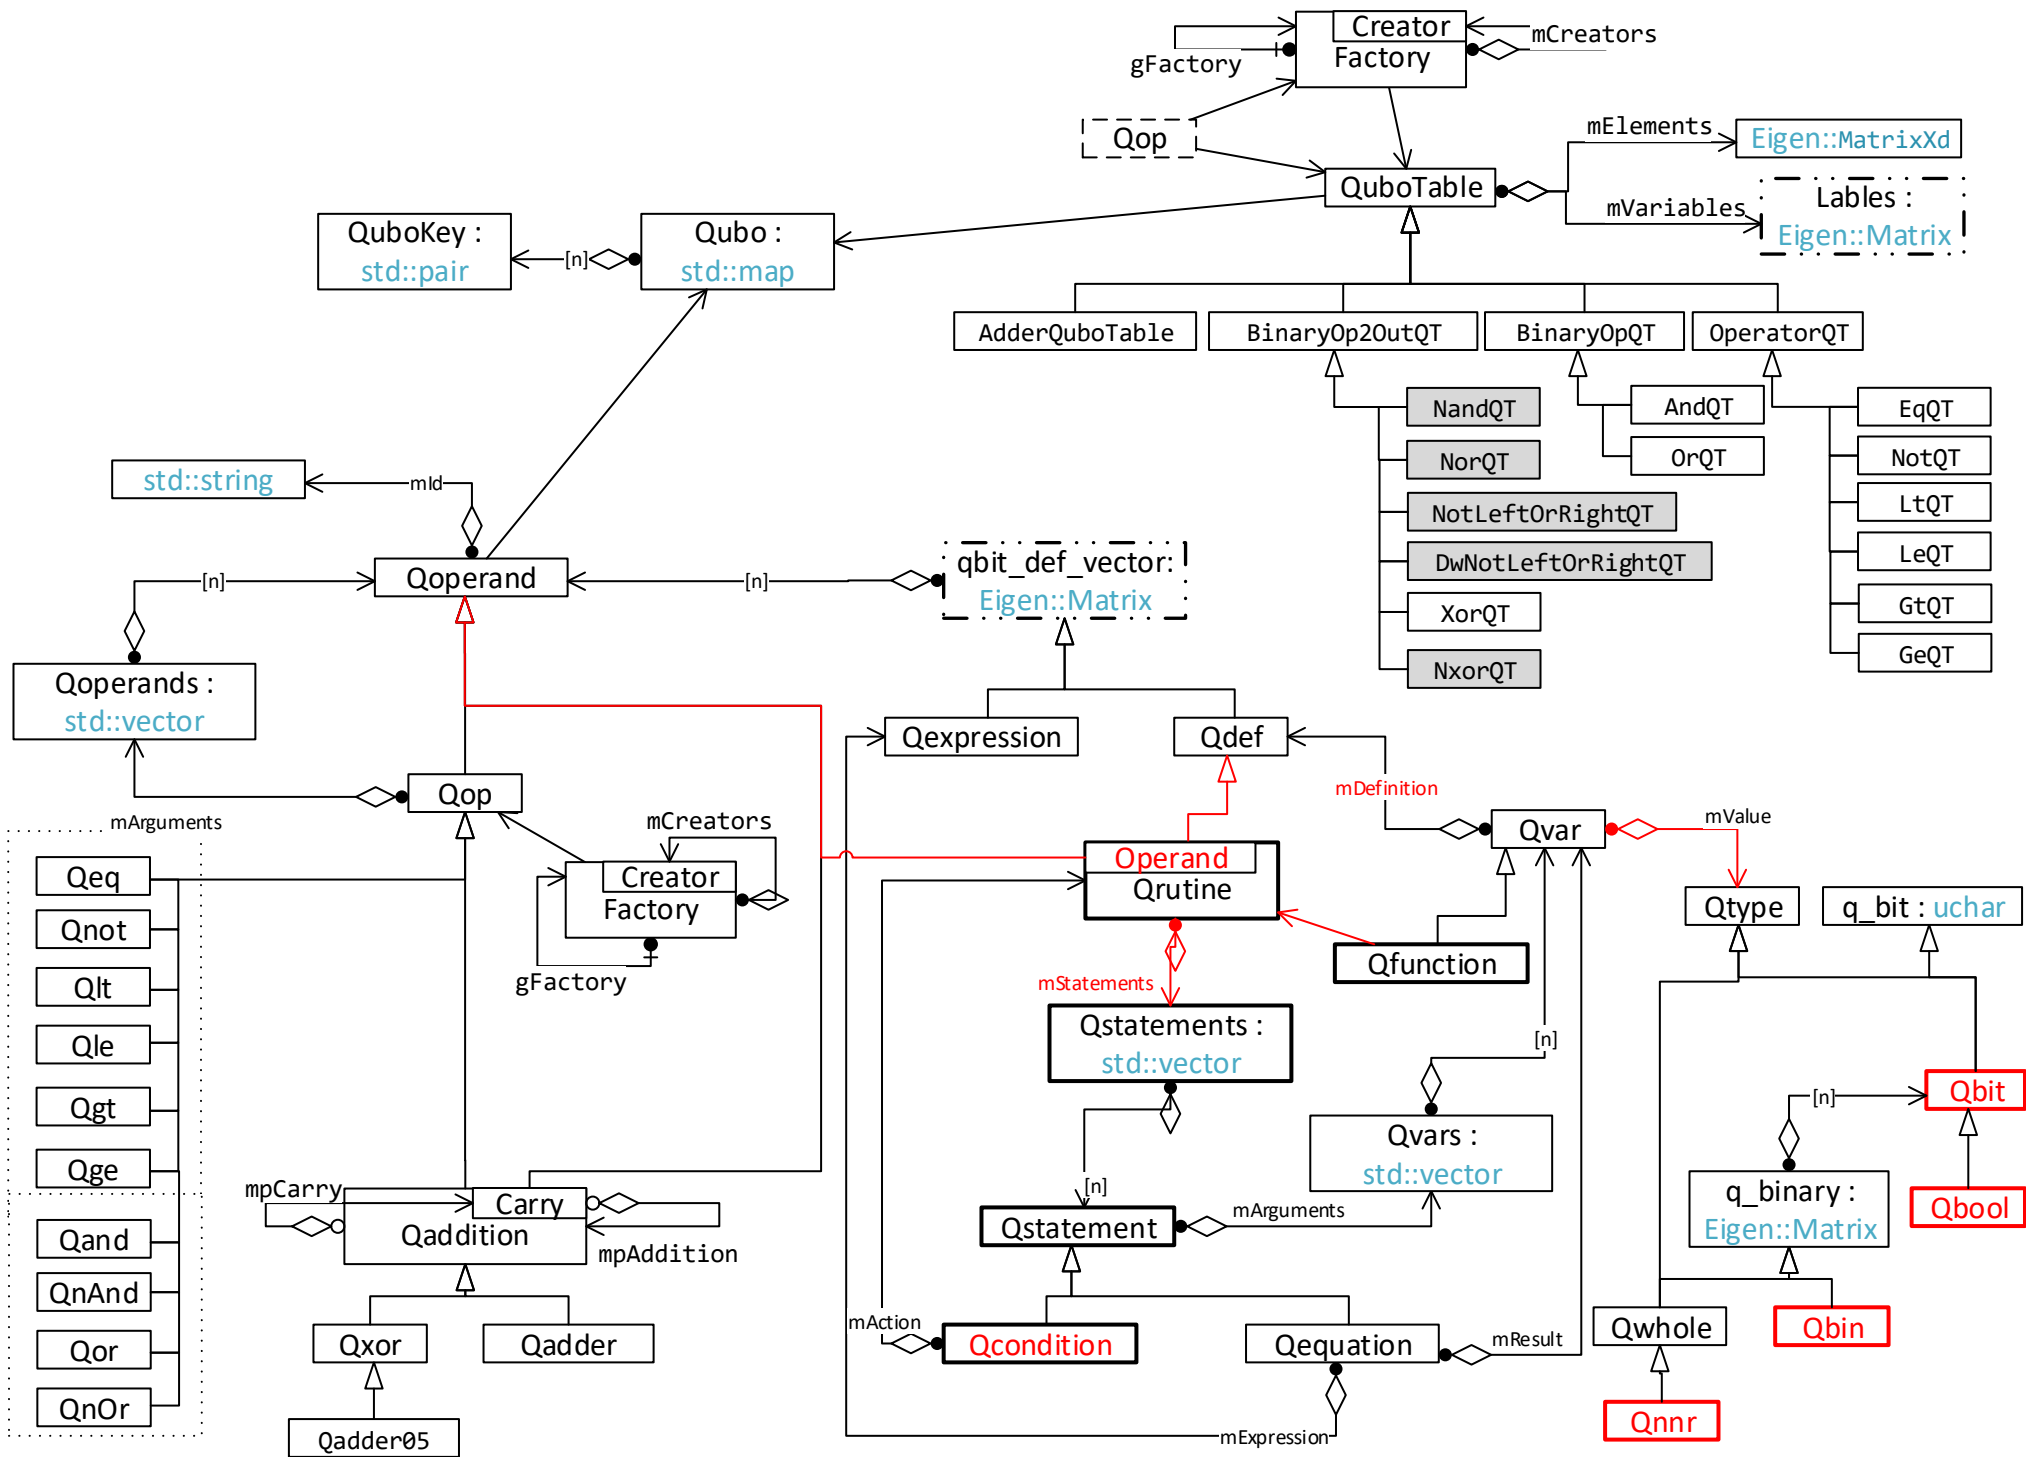 Creator
mCreators
Factory
gFactory
Qop
mElements
Eigen::MatrixXd
QuboTable
mVariables
Lables :
Eigen::Matrix
QuboKey :
std::pair
[n]
Qubo :
std::map
AdderQuboTable
BinaryOp2OutQT
BinaryOpQT
OperatorQT
NandQT
AndQT
EqQT
NorQT
OrQT
NotQT
std::string
mId
NotLeftOrRightQT
LtQT
DwNotLeftOrRightQT
LeQT
XorQT
GtQT
NxorQT
GeQT
Qoperand
[n]
[n]
qbit_def_vector:
Eigen::Matrix
Qoperands :
std::vector
Qexpression
Qdef
mDefinition
Qop
mArguments
mCreators
Qvar
mValue
Creator
Factory
gFactory
Operand
Qrutine
Qtype
q_bit : uchar
Qfunction
mStatements
Qstatements :
std::vector
[n]
Qeq
Qnot
Qlt
Qle
Qgt
Qge
Qand
QnAnd
Qor
QnOr
[n]
Qbit
Qvars :
std::vector
Qbool
q_binary :
Eigen::Matrix
mpCarry
Carry
Qaddition
mpAddition
[n]
Qstatement
mArguments
Qxor
Qadder
Qadder05
mAction
Qcondition
Qequation
mResult
mExpression
Qwhole
Qbin
Qnnr